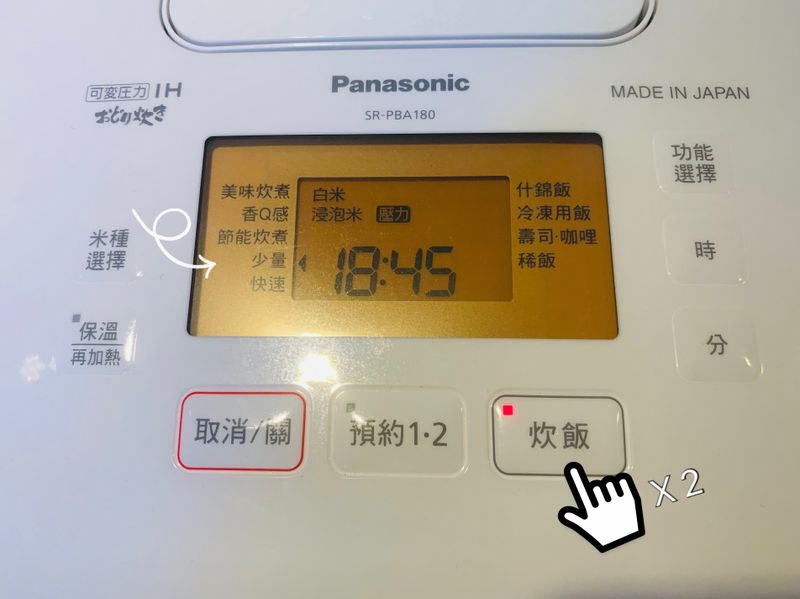 可変圧力 IH
おどり炊き
Panasonic
SR-PBA180
MADE IN JAPAN
美味炊煮
香Q感
節能炊煮
少量
快速
白米
浸泡米 壓力
18:45
什錦飯
冷凍用飯
壽司·咖哩
稀飯
功能
選擇
米種
選擇
時
保溫
再加熱
分
取消/關
預約1·2
炊飯
X 2